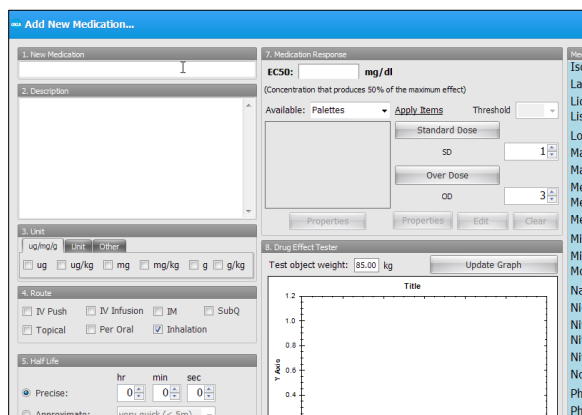 Add New Medication...
1. New Medication
2. Description
3. Unit
ug/mg/g Unit Other
ug ug/kg mg mg/kg g g/kg
4. Route
IV Push IV Infusion IM SubQ
Topical Per Oral Inhalation
5. Half Life
hr min sec
Precise: 0 0 0
Approximate: very quick (< 5m)
7. Medication Response
EC50: mg/dl
(Concentration that produces 50% of the maximum effect)
Available: Palettes Apply Items Threshold
Standard Dose
SD 1
Over Dose
OD 3
Properties Properties Edit Clear
8. Drug Effect Tester
Test object weight: 85.00 kg Update Graph
Title
1.2
1.0
0.8
0.6
0.4
Y Axis
Med
Iso
La
Lic
Lis
Lo
Ma
Ma
Me
Me
Me
Mi
Mi
Mo
Na
Ni
Ni
Ni
Ni
No
Ph
Ph